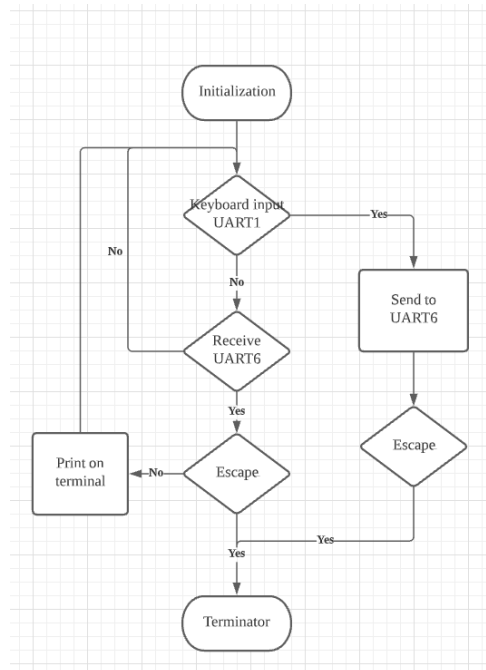 Initialization
Keyboard input
UART1
Yes
No
No
Send to
UART6
Receive
UART6
Yes
Print on
terminal
No
Escape
Escape
Yes
Yes
Terminator